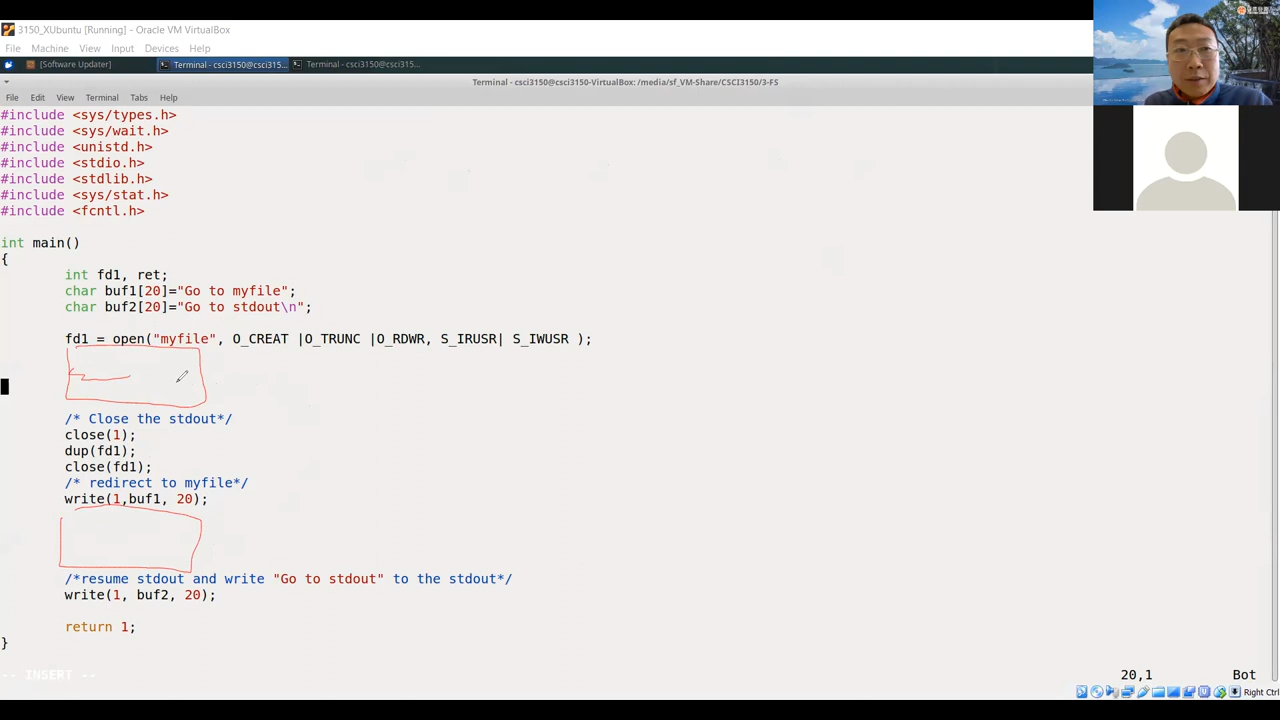 3150_XUbuntu [Running] - Oracle VM VirtualBox
File Machine View Input Devices Help
[Software Updater] Terminal - csci3150@csci315... Terminal - csci3150@csci315...
Terminal - csci3150@csci3150-VirtualBox: /media/sf_VM-Share/CSCI3150/3-FS
File Edit View Terminal Tabs Help
#include <sys/types.h>
#include <sys/wait.h>
#include <unistd.h>
#include <stdio.h>
#include <stdlib.h>
#include <sys/stat.h>
#include <fcntl.h>
int main()
{
int fd1, ret;
char buf1[20]="Go to myfile";
char buf2[20]="Go to stdout\n";
fd1 = open("myfile", O_CREAT |O_TRUNC |O_RDWR, S_IRUSR| S_IWUSR );
/* Close the stdout*/
close(1);
dup(fd1);
close(fd1);
/* redirect to myfile*/
write(1,buf1, 20);
/*resume stdout and write "Go to stdout" to the stdout*/
write(1, buf2, 20);
return 1;
}
-- INSERT --
20,1 Bot
Right Ctrl